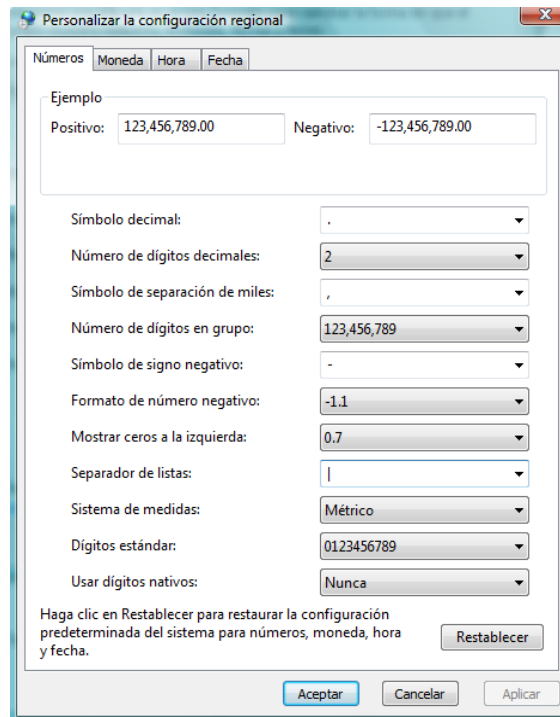 Personalizar la configuración regional
Números Moneda Hora Fecha
Ejemplo
Positivo: 123,456,789.00 Negativo: -123,456,789.00
Símbolo decimal: .
Número de dígitos decimales: 2
Símbolo de separación de miles: ,
Número de dígitos en grupo: 123,456,789
Símbolo de signo negativo: -
Formato de número negativo: -1.1
Mostrar ceros a la izquierda: 0.7
Separador de listas: |
Sistema de medidas: Métrico
Dígitos estándar: 0123456789
Usar dígitos nativos: Nunca
Haga clic en Restablecer para restaurar la configuración
predeterminada del sistema para números, moneda, hora
y fecha.
Restablecer
Aceptar Cancelar Aplicar